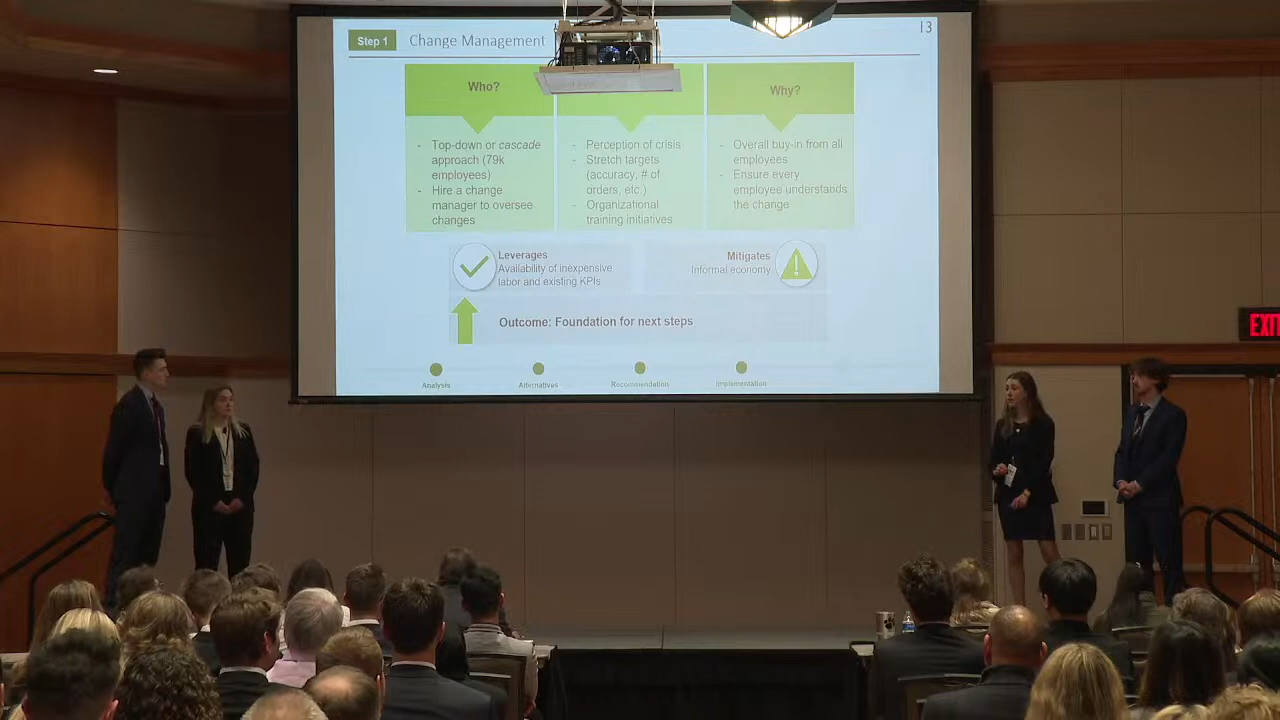 13
Step 1 Change Management
Who?
- Top-down or cascade
approach (79k
employees)
- Hire a change
manager to oversee
changes
- Perception of crisis
- Stretch targets
(accuracy, # of
orders, etc.)
- Organizational
training initiatives
Why?
- Overall buy-in from all
employees
- Ensure every
employee understands
the change
Leverages
Availability of inexpensive
labor and existing KPIs
Mitigates
Informal economy
Outcome: Foundation for next steps
Analysis
Alternatives
Recommendation
Implementation
EXIT